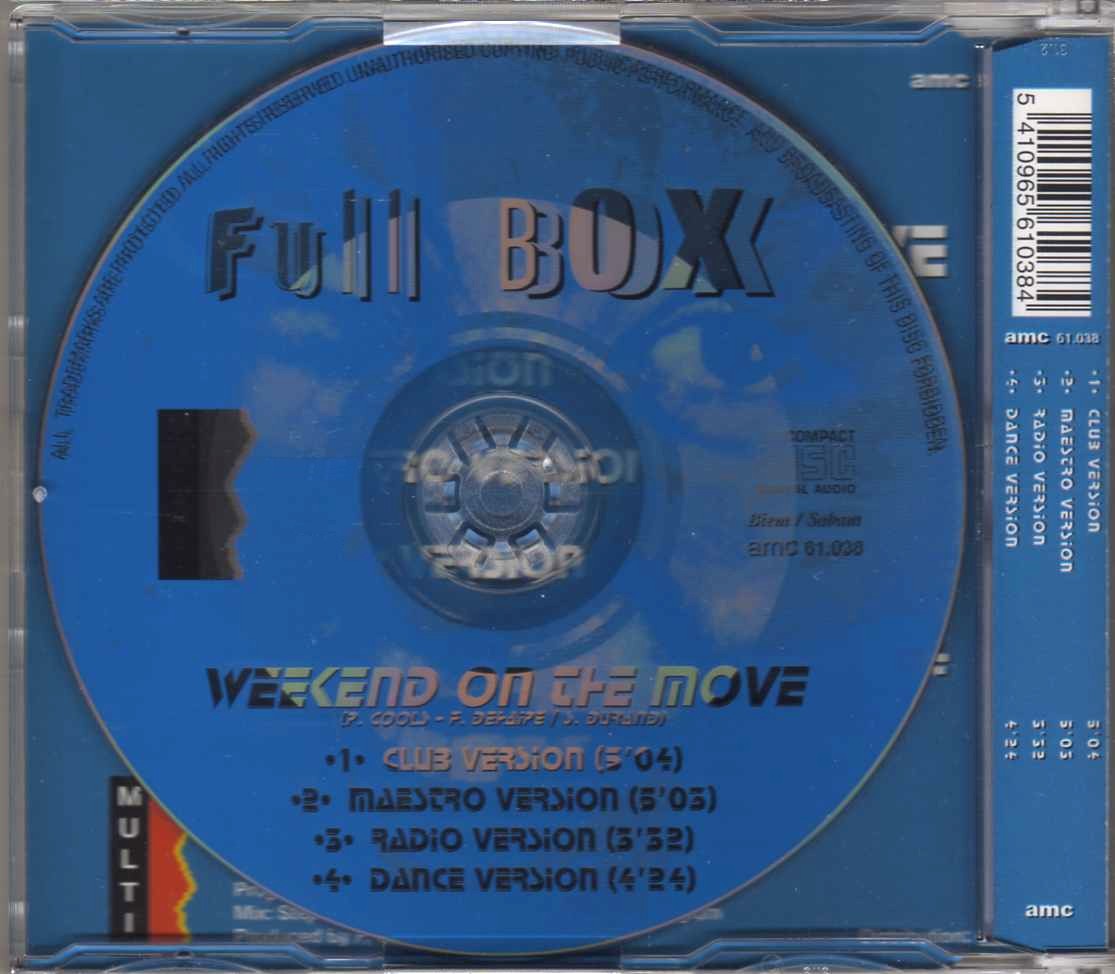 ALL TRADEMARKS ARE PROTECTED ALL RIGHTS RESERVED UNAUTHORISED COPYING PUBLIC PERFORMANCE AND BROADCASTING OF THIS DISC FORBIDDEN
Full BOX
COMPACT
DISC
DIGITAL AUDIO
Biem / Sabam
amc 61.038
WEEKEND ON THE MOVE
•1• CLUB VERSION (5'04)
•2• MAESTRO VERSION (5'03)
•3• RADIO VERSION (3'32)
•4• DANCE VERSION (4'24)
MULTI
amc
5 410965 610384
amc 61.038
•1• CLUB VERSION 5'04
•2• MAESTRO VERSION 5'03
•3• RADIO VERSION 3'32
•4• DANCE VERSION 4'24
amc